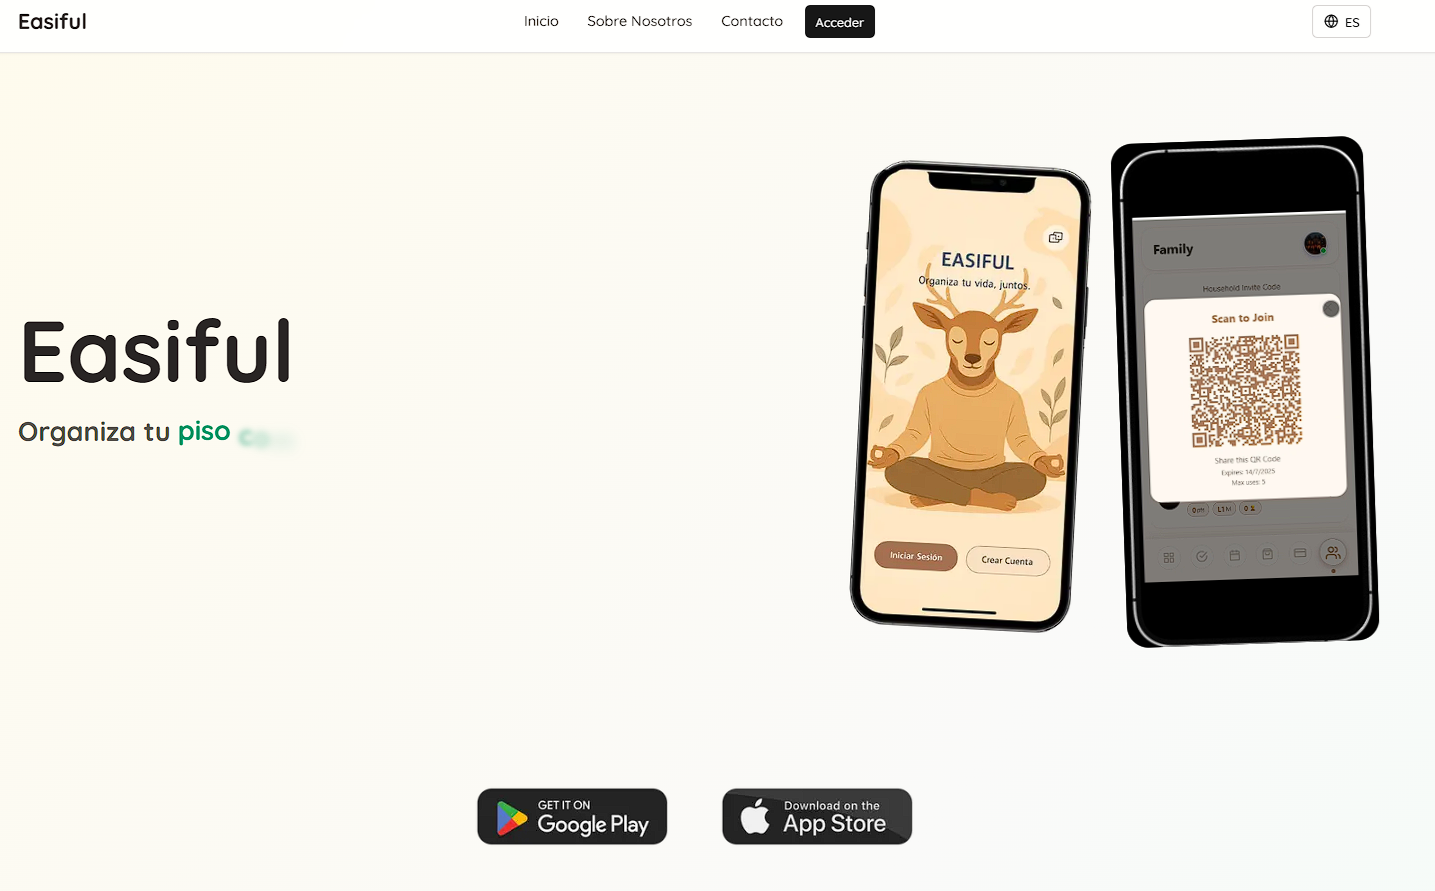 Easiful
Inicio
Sobre Nosotros
Contacto
Acceder
ES
Easiful
Organiza tu piso
EASIFUL
Organiza tu vida, juntos.
Iniciar Sesión
Crear Cuenta
Family
Household Invite Code
Scan to Join
Share this QR Code
Expires: 14/7/2025
Max uses: 5
GET IT ON
Google Play
Download on the
App Store